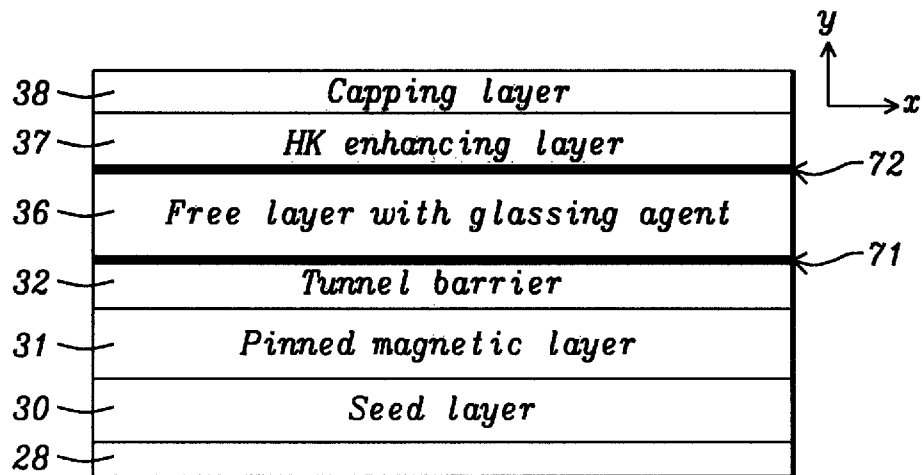 y
38 Capping layer x
37 HK enhancing layer
72
36 Free layer with glassing agent
71
32 Tunnel barrier
31 Pinned magnetic layer
30 Seed layer
28